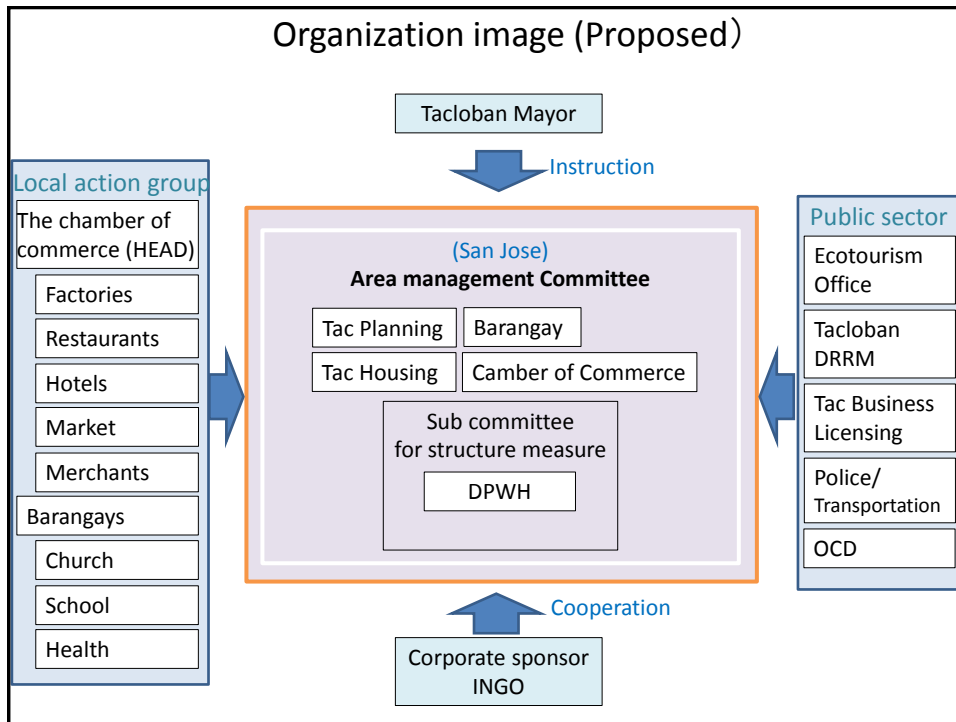 Organization image (Proposed）
Tacloban Mayor
Instruction
Local action group
The chamber of
commerce (HEAD)
Factories
Restaurants
Hotels
Market
Merchants
Barangays
Church
School
Health
(San Jose)
Area management Committee
Tac Planning
Barangay
Tac Housing
Camber of Commerce
Sub committee
for structure measure
DPWH
Public sector
Ecotourism
Office
Tacloban
DRRM
Tac Business
Licensing
Police/
Transportation
OCD
Cooperation
Corporate sponsor
INGO